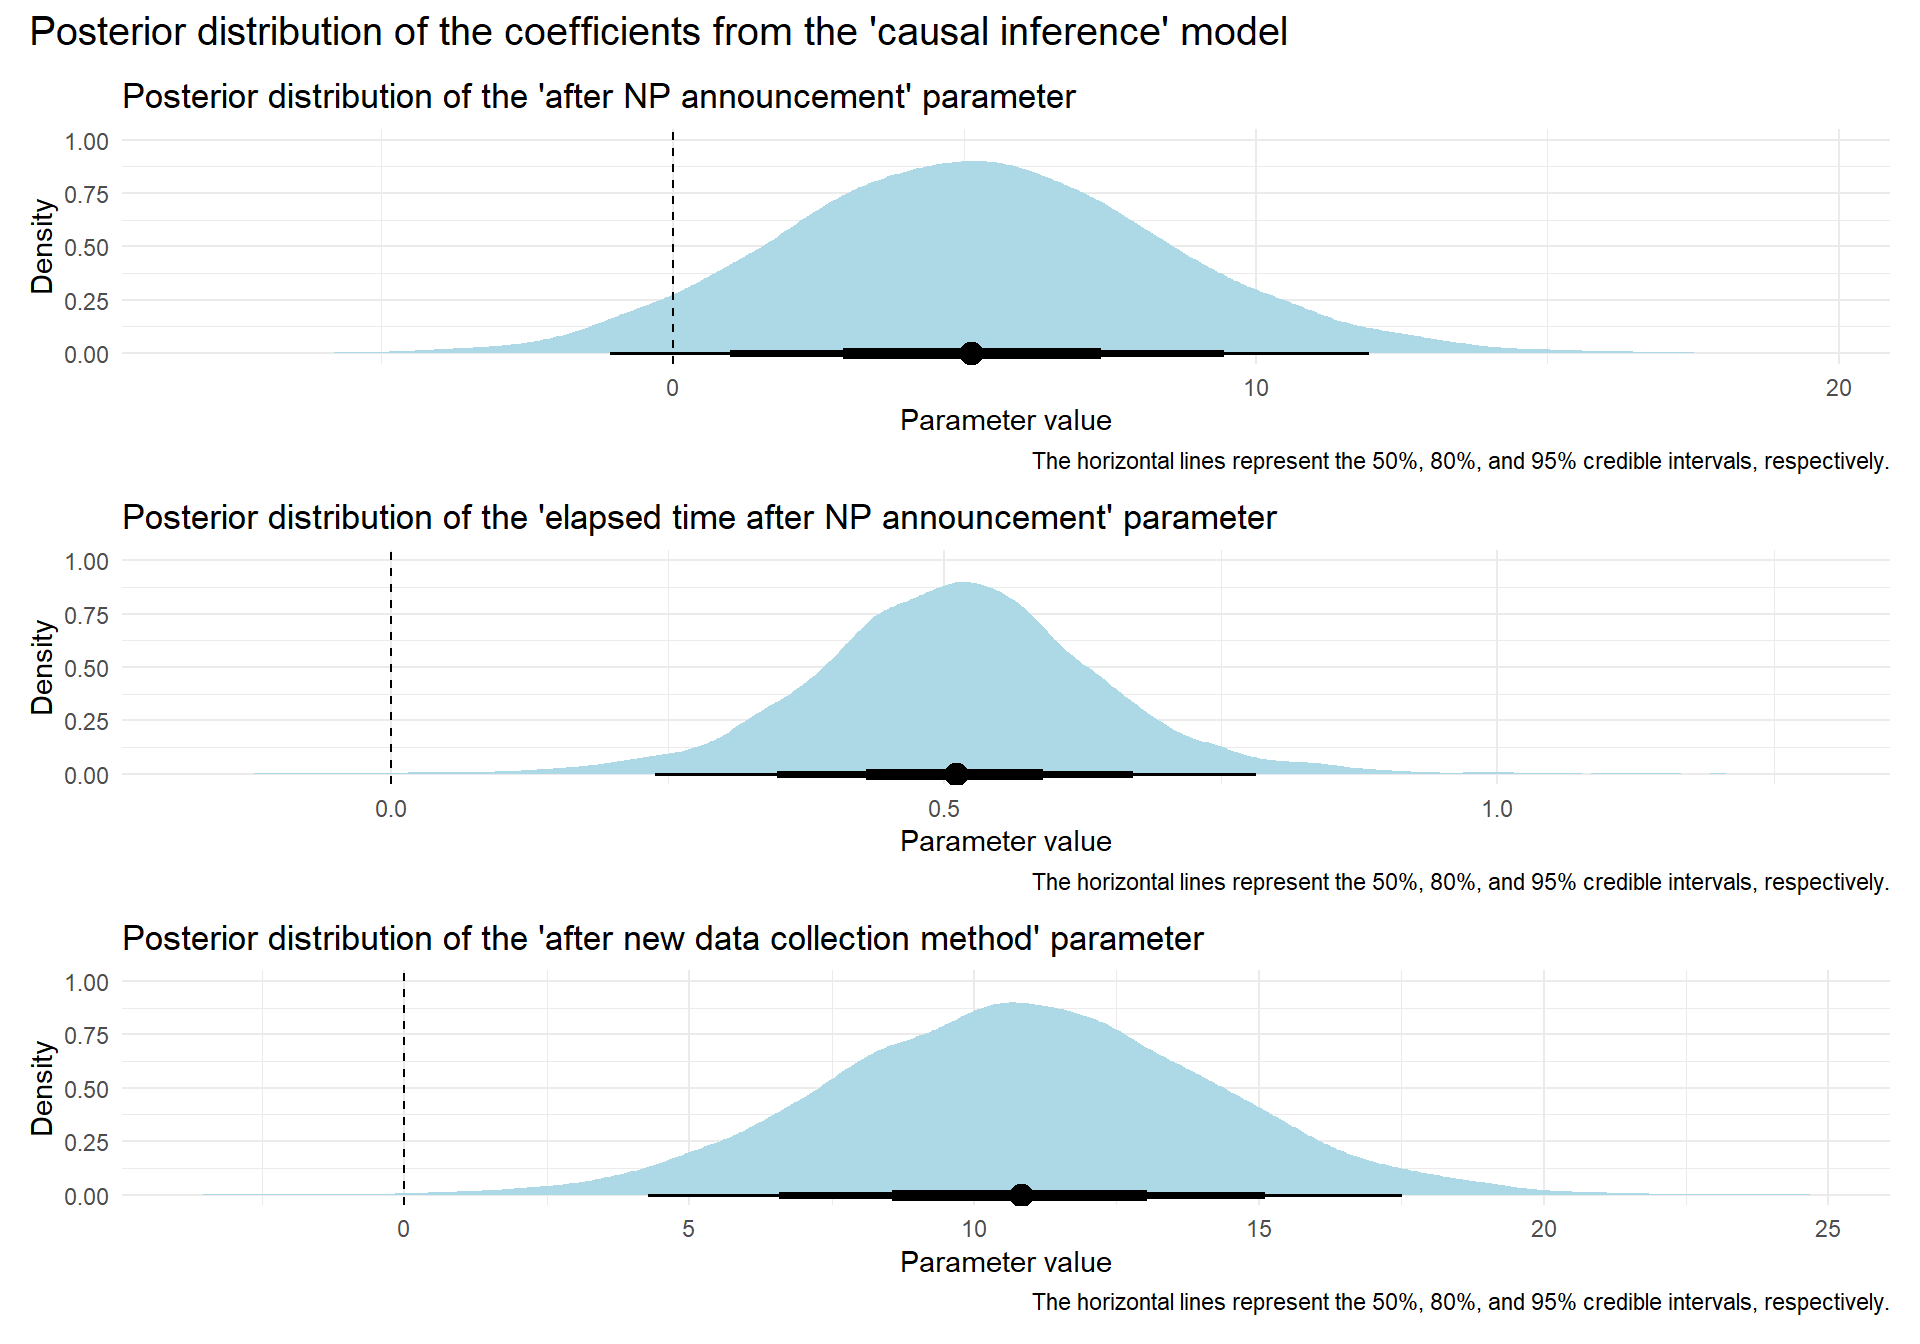 Posterior distribution of the coefficients from the 'causal inference' model
Posterior distribution of the 'after NP announcement' parameter
1.00
0.75
0.50
0.25
0.00
Density
0 10 20
Parameter value
The horizontal lines represent the 50%, 80%, and 95% credible intervals, respectively.
Posterior distribution of the 'elapsed time after NP announcement' parameter
1.00
0.75
0.50
0.25
0.00
Density
0.0 0.5 1.0
Parameter value
The horizontal lines represent the 50%, 80%, and 95% credible intervals, respectively.
Posterior distribution of the 'after new data collection method' parameter
1.00
0.75
0.50
0.25
0.00
Density
0 5 10 15 20 25
Parameter value
The horizontal lines represent the 50%, 80%, and 95% credible intervals, respectively.